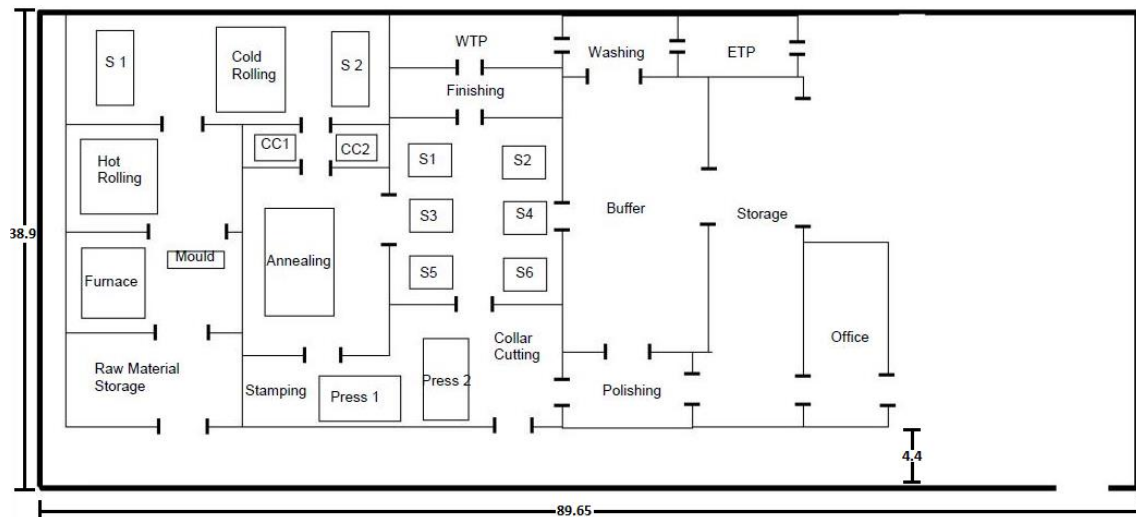 S 1
Cold
Rolling
S 2
WTP
Washing
ETP
Finishing
CC1
CC2
Hot
Rolling
S1
S2
S3
S4
Buffer
Storage
38.9
Mould
Annealing
Furnace
S5
S6
Office
Collar
Cutting
Raw Material
Storage
Stamping
Press 1
Press 2
Polishing
4.4
89.65